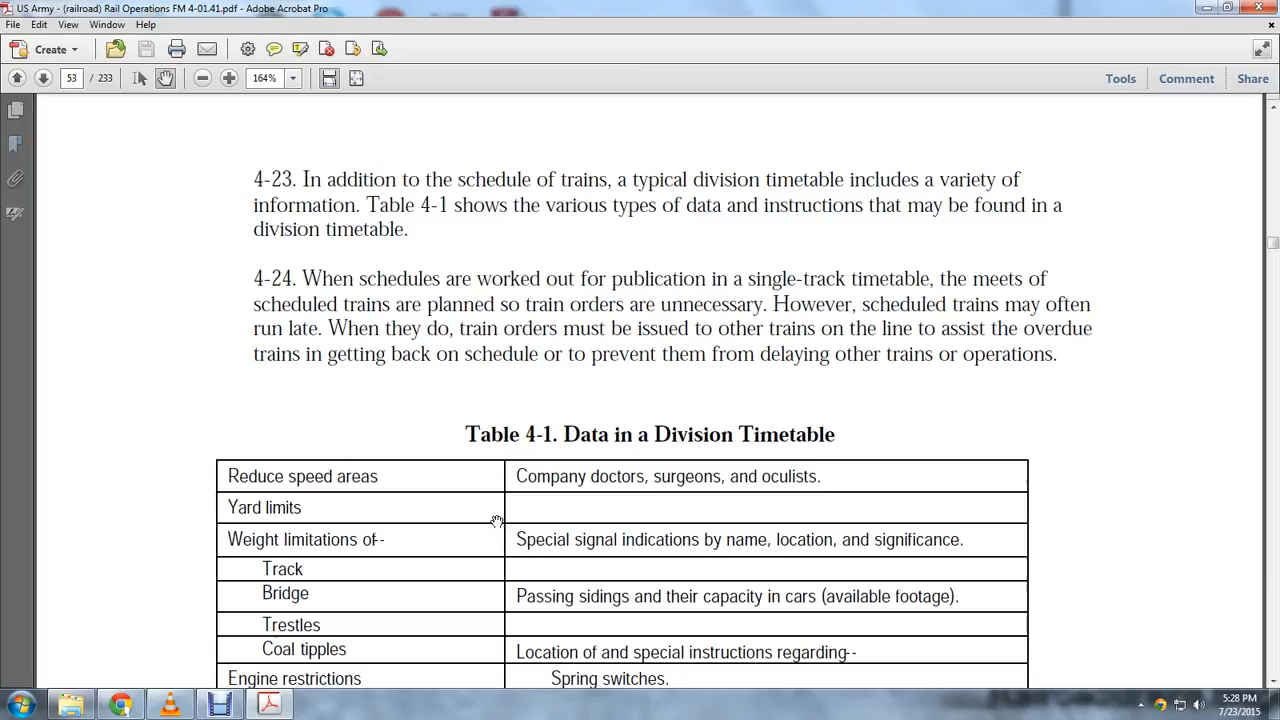 US Army - (railroad) Rail Operations FM 4-01.41.pdf - Adobe Acrobat Pro
File Edit View Window Help
Create
53 / 233 164% Tools Comment Share
4-23. In addition to the schedule of trains, a typical division timetable includes a variety of
information. Table 4-1 shows the various types of data and instructions that may be found in a
division timetable.
4-24. When schedules are worked out for publication in a single-track timetable, the meets of
scheduled trains are planned so train orders are unnecessary. However, scheduled trains may often
run late. When they do, train orders must be issued to other trains on the line to assist the overdue
trains in getting back on schedule or to prevent them from delaying other trains or operations.
Table 4-1. Data in a Division Timetable
Reduce speed areas Company doctors, surgeons, and oculists.
Yard limits
Weight limitations of-- Special signal indications by name, location, and significance.
Track
Bridge Passing sidings and their capacity in cars (available footage).
Trestles
Coal tipples Location of and special instructions regarding--
Engine restrictions Spring switches.
5:28 PM
7/23/2015